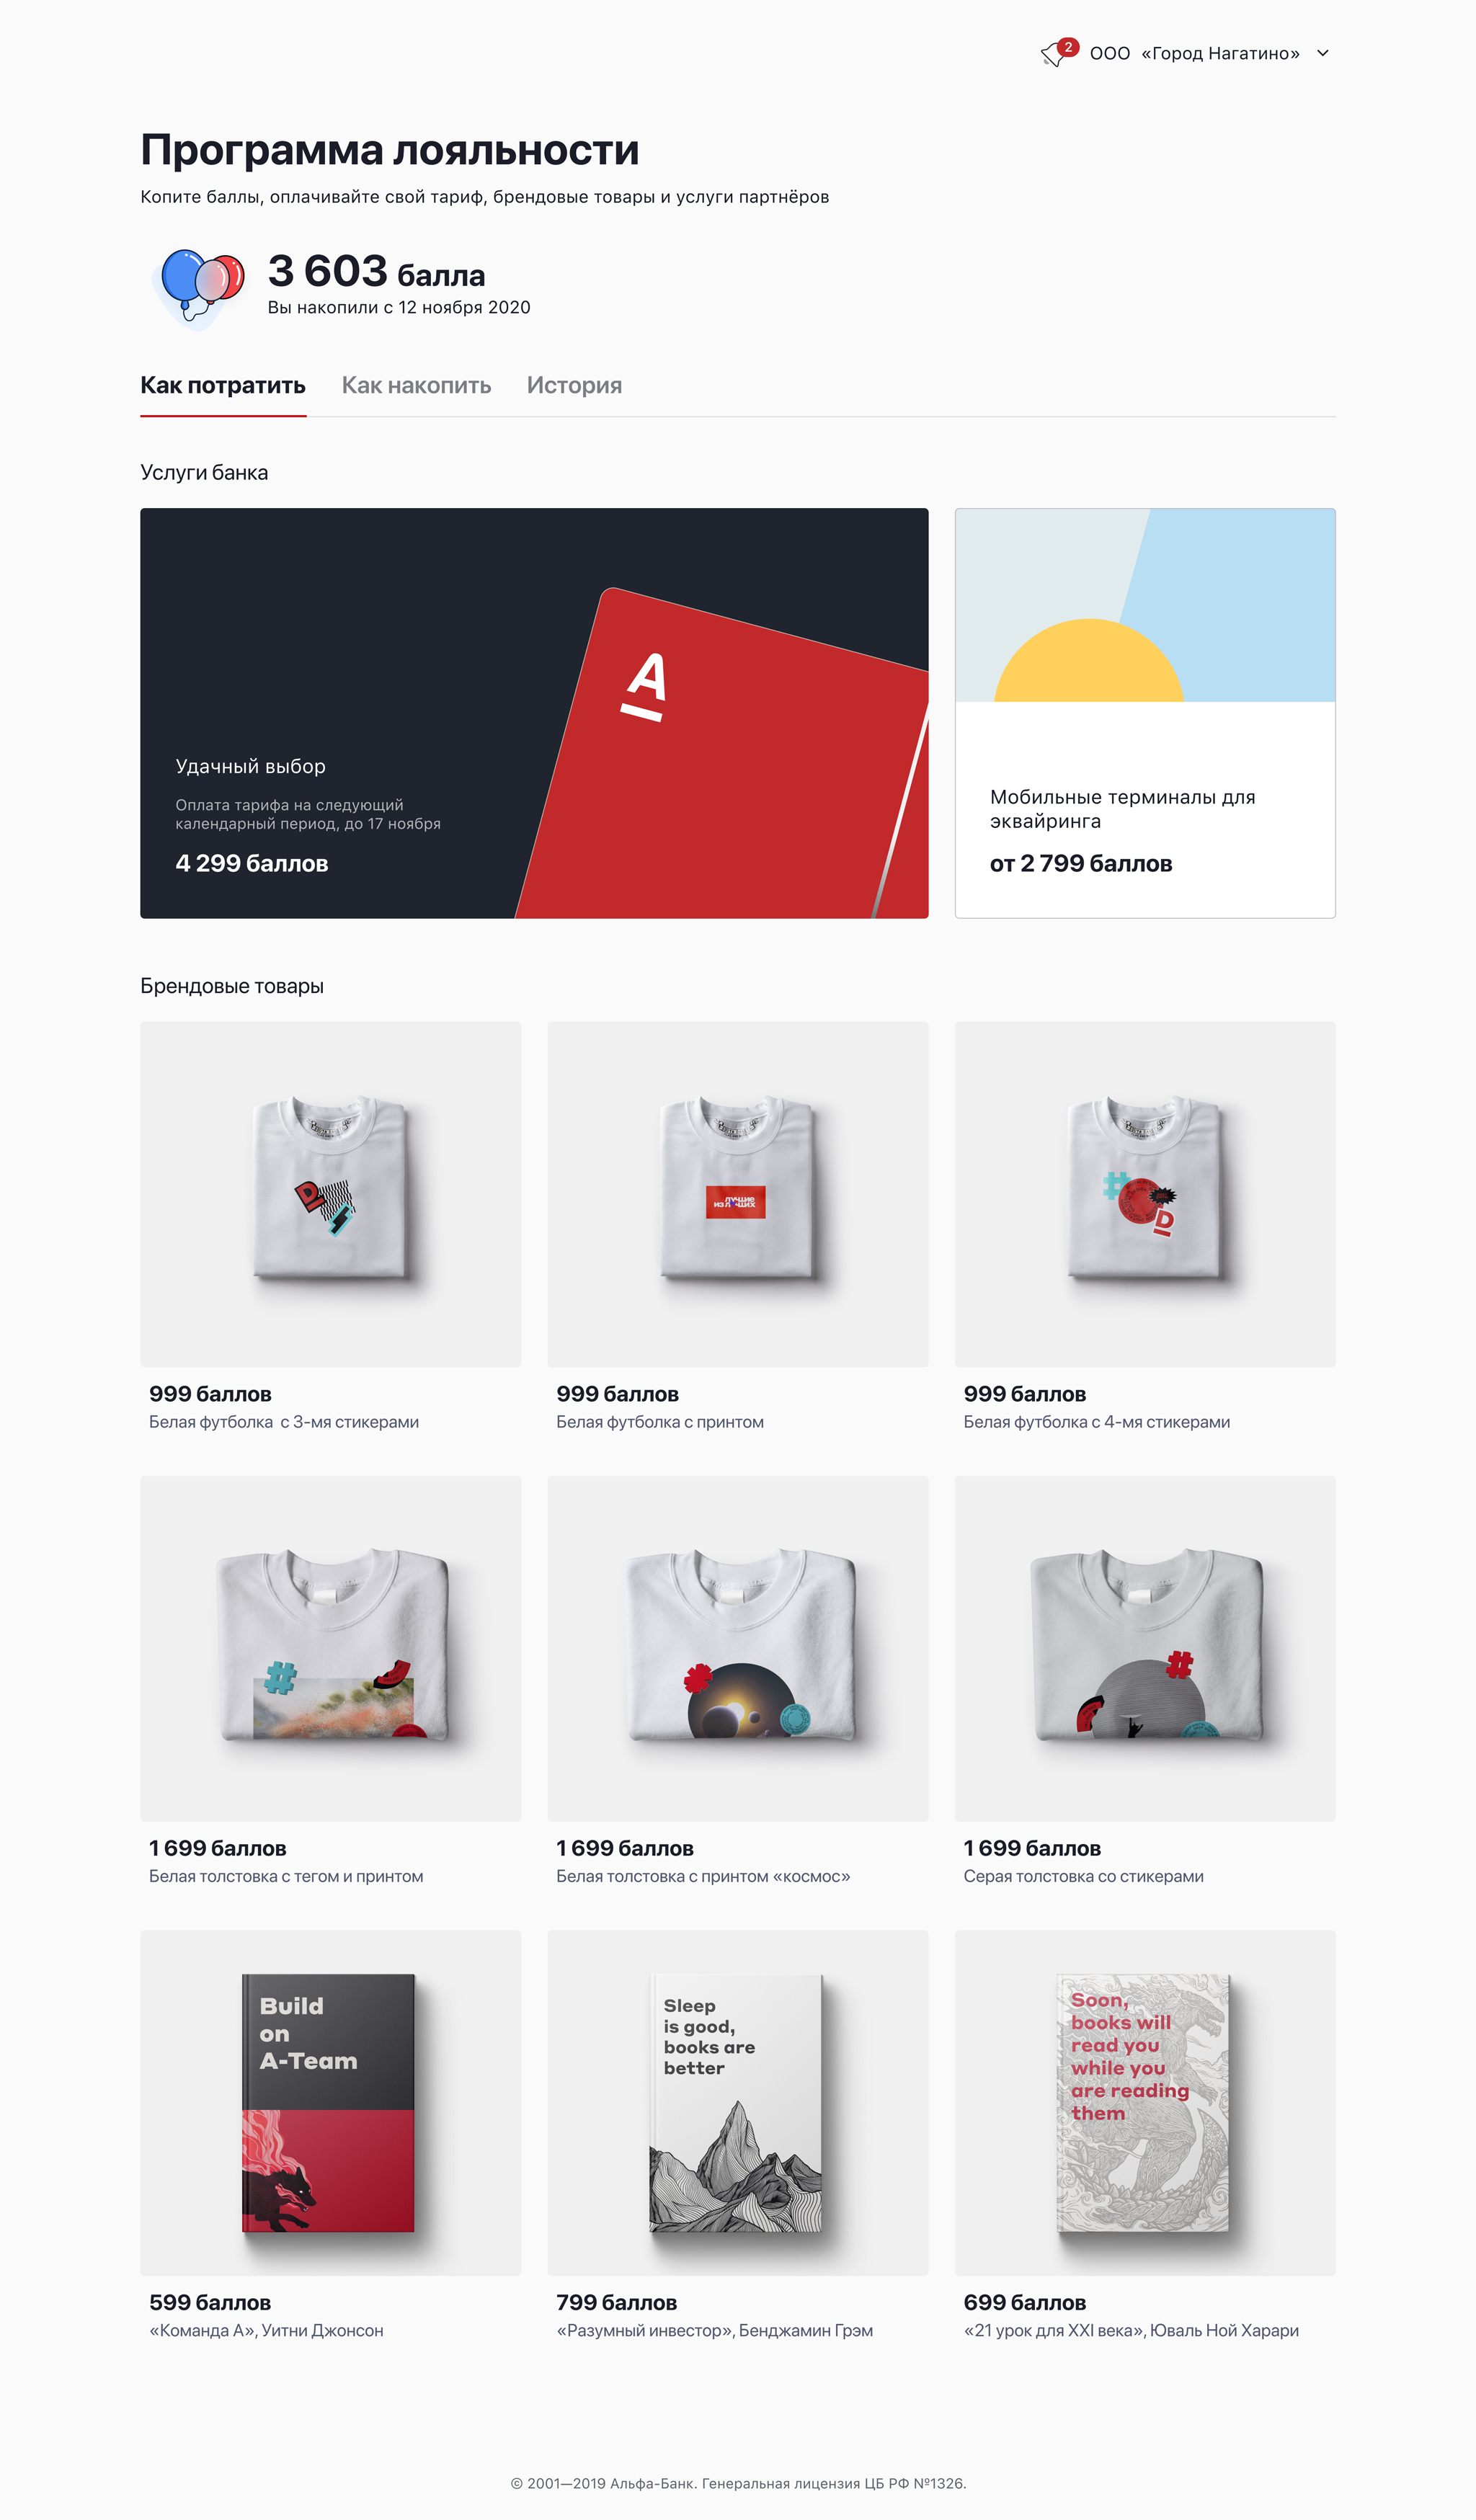 2
ООО «Город Нагатино»
Программа лояльности
Копите баллы, оплачивайте свой тариф, брендовые товары и услуги партнёров
3 603 балла
Вы накопили с 12 ноября 2020
Как потратить Как накопить История
Услуги банка
А
Удачный выбор
Оплата тарифа на следующий
календарный период, до 17 ноября
4 299 баллов
Мобильные терминалы для
эквайринга
от 2 799 баллов
Брендовые товары
ЛУЧШИЕ
#
D
999 баллов
Белая футболка с 3-мя стикерами
999 баллов
Белая футболка с принтом
999 баллов
Белая футболка с 4-мя стикерами
#
#
1 699 баллов
Белая толстовка с тегом и принтом
1 699 баллов
Белая толстовка с принтом «космос»
1 699 баллов
Серая толстовка со стикерами
Build
on
A-Team
Sleep
is good,
books are
better
Soon,
books will
read you
while you
are reading
them
599 баллов
«Команда А», Уитни Джонсон
799 баллов
«Разумный инвестор», Бенджамин Грэм
699 баллов
«21 урок для XXI века», Юваль Ной Харари
© 2001—2019 Альфа-Банк. Генеральная лицензия ЦБ РФ №1326.